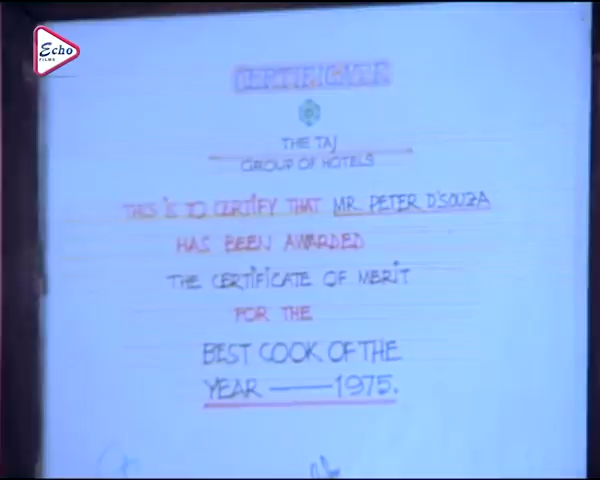 Echo
FILMS
CERTIFICATE
THE TAJ
GROUP OF HOTELS
THIS IS TO CERTIFY THAT MR. PETER D'SOUZA
HAS BEEN AWARDED
THE CERTIFICATE OF MERIT
FOR THE
BEST COOK OF THE
YEAR — 1975.